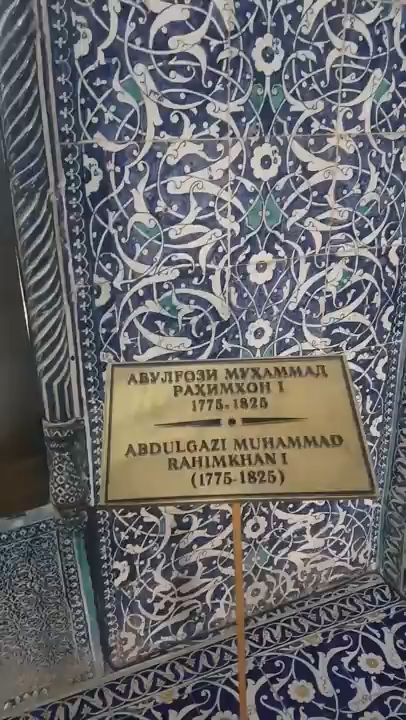 АБУЛҒОЗИ МУҲАММАД
РАҲИМХОН I
1775-1825
ABDULGAZI MUHAMMAD
RAHIMKHAN I
(1775-1825)